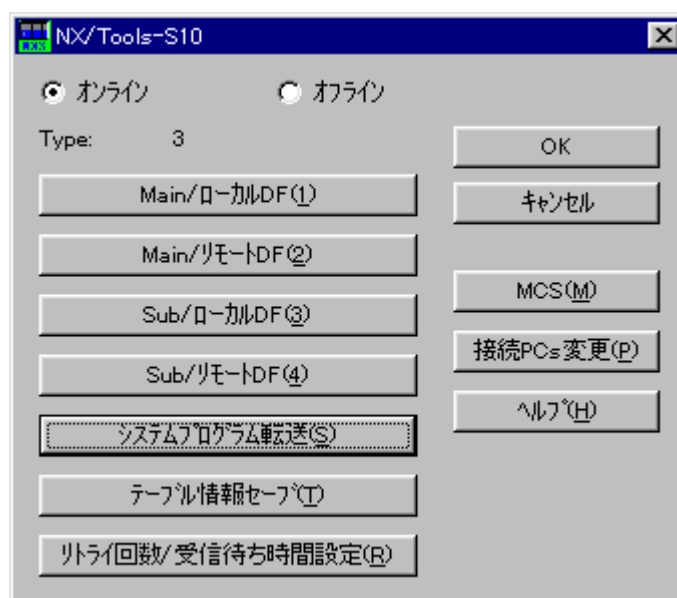 NX/Tools-S10
オンライン オフライン
Type: 3
OK
Main/ローカルDF(1)
キャンセル
Main/リモートDF(2)
MCS(M)
Sub/ローカルDF(3)
接続PCs変更(P)
Sub/リモートDF(4)
ヘルプ(H)
システムプログラム転送(S)
テーブル情報セーブ(T)
リトライ回数/受信待ち時間設定(R)